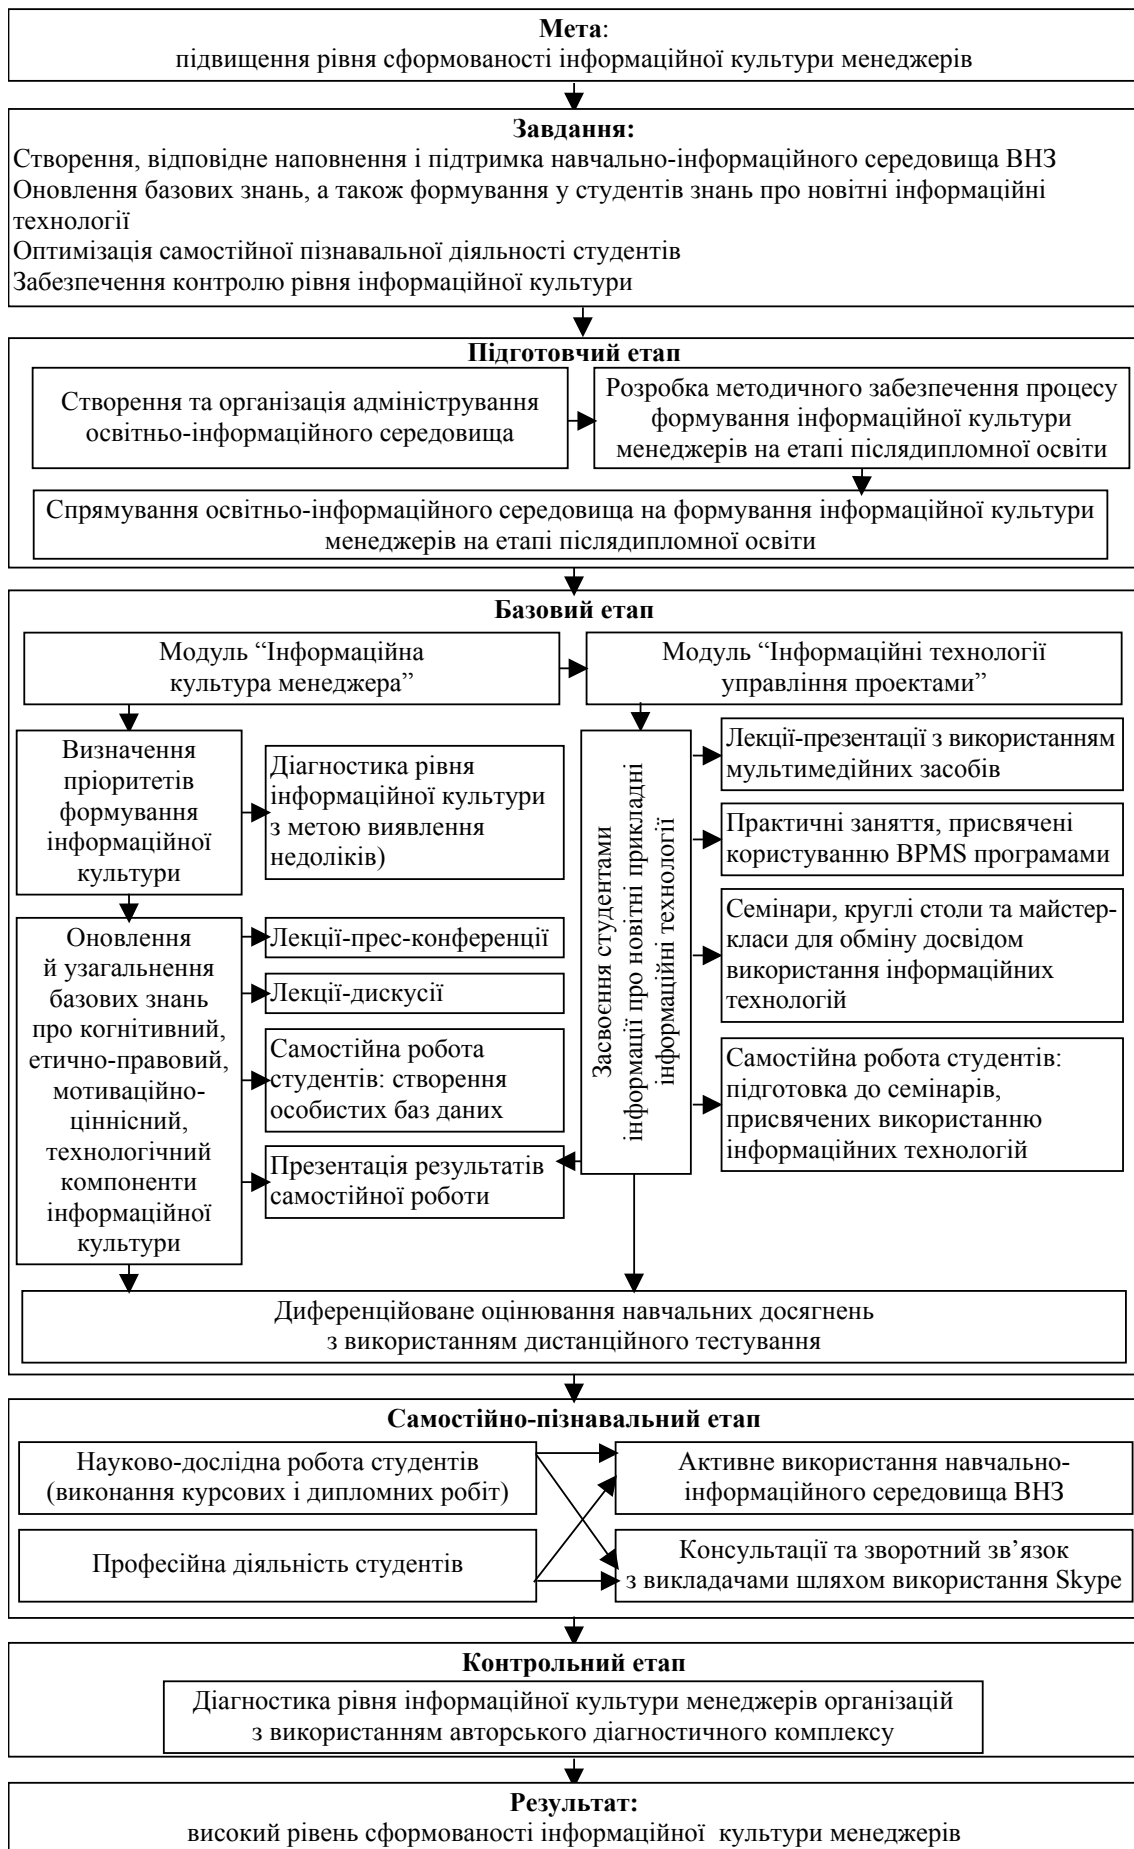 Мета:
підвищення рівня сформованості інформаційної культури менеджерів
Завдання:
Створення, відповідне наповнення і підтримка навчально-інформаційного середовища ВНЗ
Оновлення базових знань, а також формування у студентів знань про новітні інформаційні
технології
Оптимізація самостійної пізнавальної діяльності студентів
Забезпечення контролю рівня інформаційної культури
Підготовчий етап
Створення та організація адміністрування
освітньо-інформаційного середовища
Розробка методичного забезпечення процесу
формування інформаційної культури
менеджерів на етапі післядипломної освіти
Спрямування освітньо-інформаційного середовища на формування інформаційної культури
менеджерів на етапі післядипломної освіти
Базовий етап
Модуль “Інформаційна
культура менеджера”
Модуль “Інформаційні технології
управління проектами”
Визначення
пріоритетів
формування
інформаційної
культури
Діагностика рівня
інформаційної культури
з метою виявлення
недоліків)
Оновлення
й узагальнення
базових знань
про когнітивний,
етично-правовий,
мотиваційно-
ціннісний,
технологічний
компоненти
інформаційної
культури
Лекції-прес-конференції
Лекції-дискусії
Самостійна робота
студентів: створення
особистих баз даних
Презентація результатів
самостійної роботи
Засвоєння студентами
інформації про новітні прикладні
інформаційні технології
Лекції-презентації з використанням
мультимедійних засобів
Практичні заняття, присвячені
користуванню BPMS програмами
Семінари, круглі столи та майстер-
класи для обміну досвідом
використання інформаційних
технологій
Самостійна робота студентів:
підготовка до семінарів,
присвячених використанню
інформаційних технологій
Диференційоване оцінювання навчальних досягнень
з використанням дистанційного тестування
Самостійно-пізнавальний етап
Науково-дослідна робота студентів
(виконання курсових і дипломних робіт)
Активне використання навчально-
інформаційного середовища ВНЗ
Професійна діяльність студентів
Консультації та зворотний зв’язок
з викладачами шляхом використання Skype
Контрольний етап
Діагностика рівня інформаційної культури менеджерів організацій
з використанням авторського діагностичного комплексу
Результат:
високий рівень сформованості інформаційної культури менеджерів